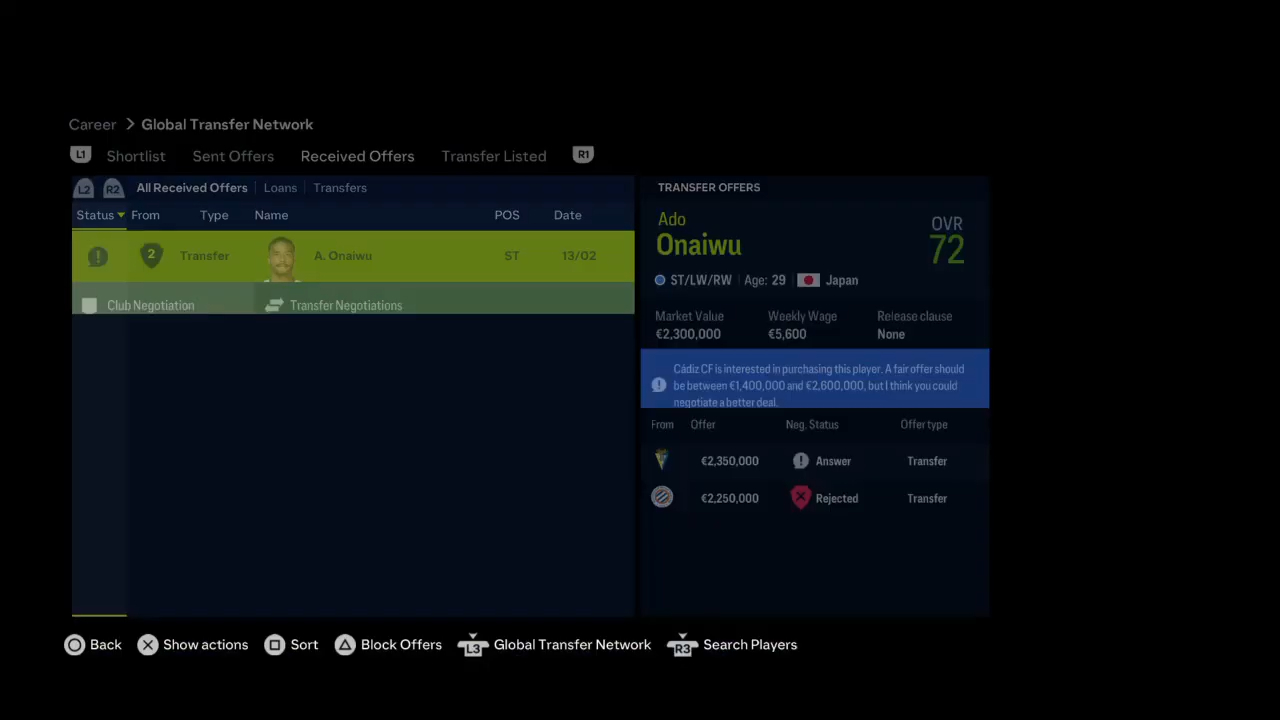 Career > Global Transfer Network
L1 Shortlist Sent Offers Received Offers Transfer Listed R1
L2 R2 All Received Offers | Loans | Transfers
Status From Type Name POS Date
! 2 Transfer A. Onaiwu ST 13/02
Club Negotiation Transfer Negotiations
TRANSFER OFFERS
Ado
Onaiwu
OVR
72
ST/LW/RW | Age: 29 | Japan
Market Value Weekly Wage Release clause
€2,300,000 €5,600 None
Cádiz CF is interested in purchasing this player. A fair offer should
be between €1,400,000 and €2,600,000, but I think you could
negotiate a better deal.
From Offer Neg. Status Offer type
€2,350,000 ! Answer Transfer
€2,250,000 Rejected Transfer
Back Show actions Sort Block Offers L3 Global Transfer Network R3 Search Players